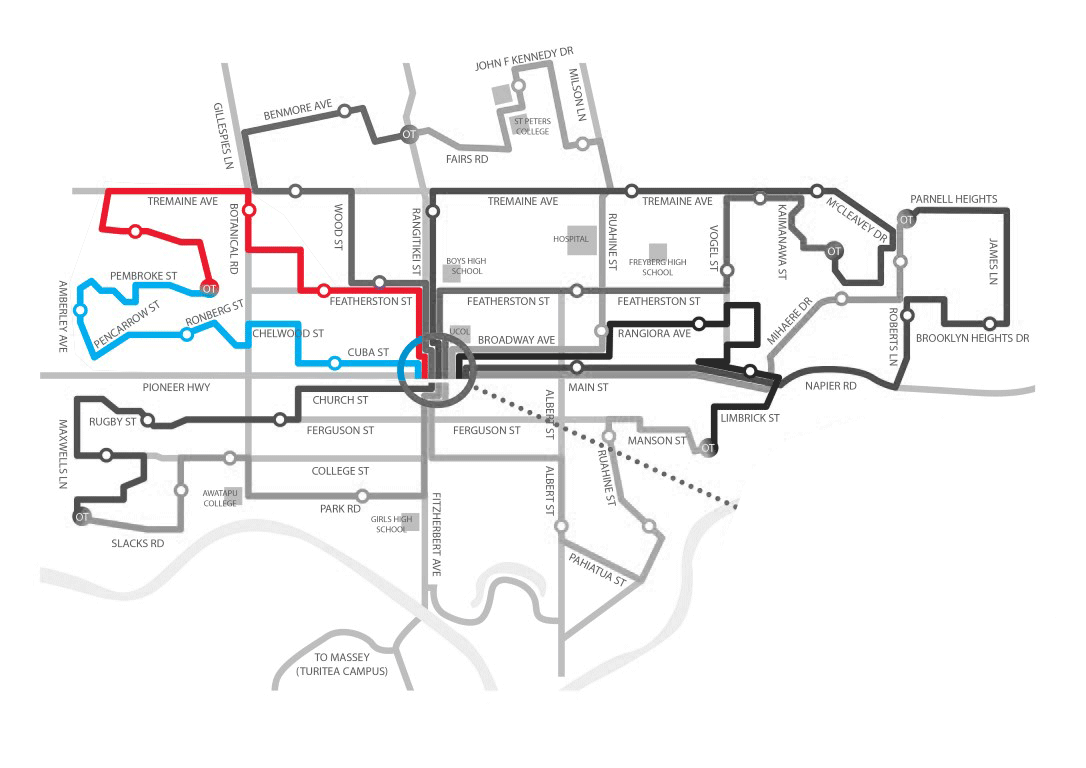 JOHN F KENNEDY DR
MILSON LN
GILLESPIES LN
BENMORE AVE
OT
ST PETERS
COLLEGE
FAIRS RD
TREMAINE AVE
BOTANICAL RD
WOOD ST
RANGITIKEI ST
TREMAINE AVE
RUAHINE ST
TREMAINE AVE
VOGEL ST
KAIMANAWA ST
M'CLEAVEY DR
PARNELL HEIGHTS
OT
JAMES LN
HOSPITAL
FREYBERG HIGH
SCHOOL
OT
BOYS HIGH
SCHOOL
PEMBROKE ST
OT
AMBERLEY AVE
PENCARROW ST
RONBERG ST
FEATHERSTON ST
FEATHERSTON ST
FEATHERSTON ST
CHELWOOD ST
UCOL
BROADWAY AVE
RANGIORA AVE
MIHAERE DR
ROBERTS LN
BROOKLYN HEIGHTS DR
CUBA ST
PIONEER HWY
MAIN ST
NAPIER RD
CHURCH ST
ALBERT ST
LIMBRICK ST
RUGBY ST
MAXWELLS LN
FERGUSON ST
FERGUSON ST
MANSON ST
OT
COLLEGE ST
ALBERT ST
RUAHINE ST
AWATAPU
COLLEGE
PARK RD
FITZHERBERT AVE
GIRLS HIGH
SCHOOL
OT
SLACKS RD
PAHIATUA ST
TO MASSEY
(TURITEA CAMPUS)